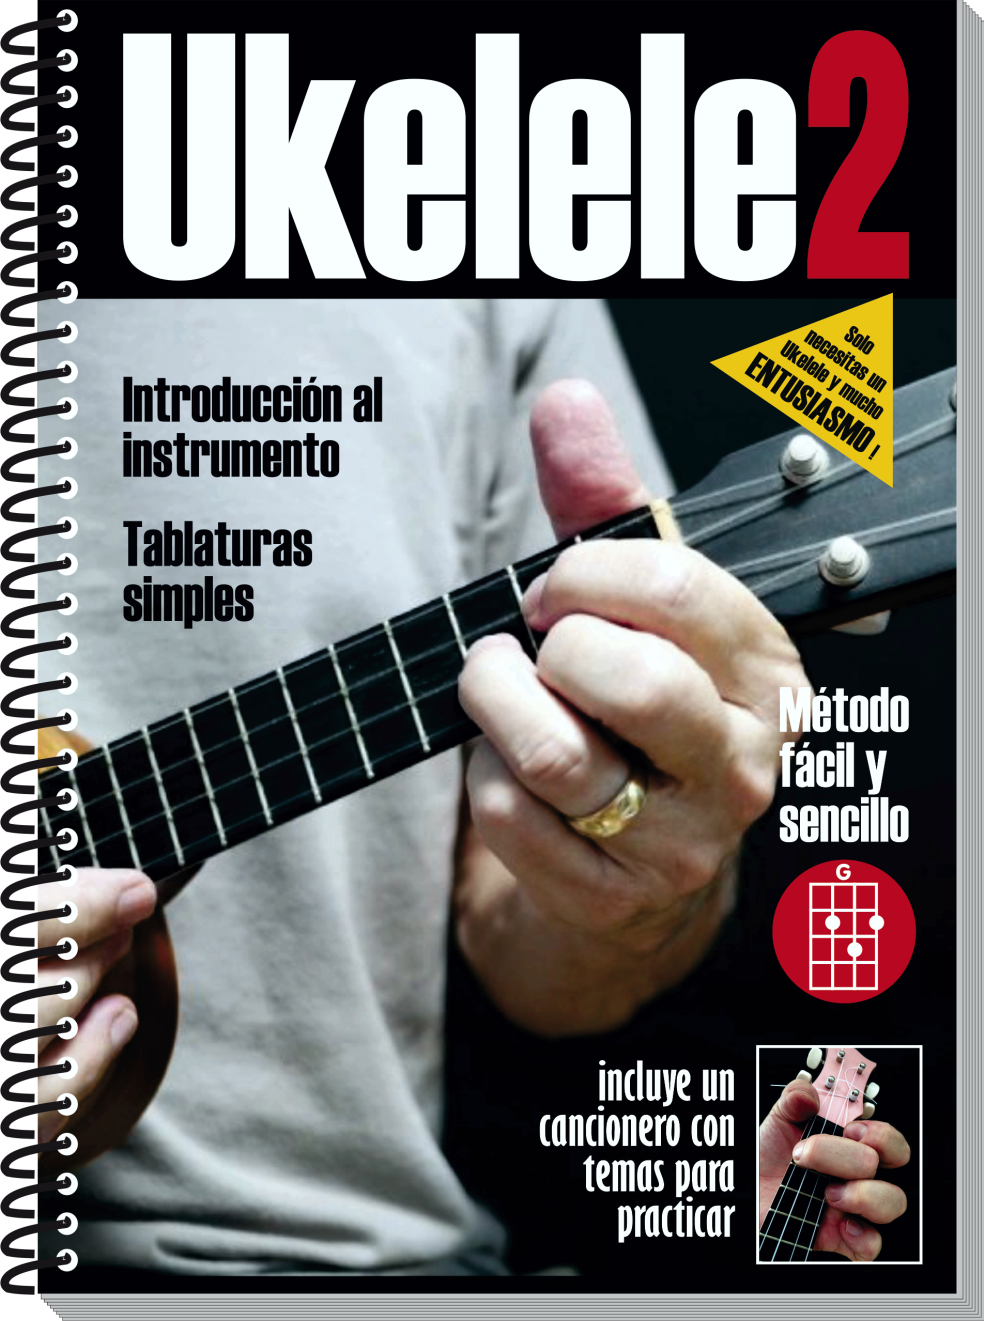 Ukelele2
Solo
necesitas un
Ukelele y mucho
ENTUSIASMO!
Introducción al
instrumento
Tablaturas
simples
Método
fácil y
sencillo
G
incluye un
cancionero con
temas para
practicar